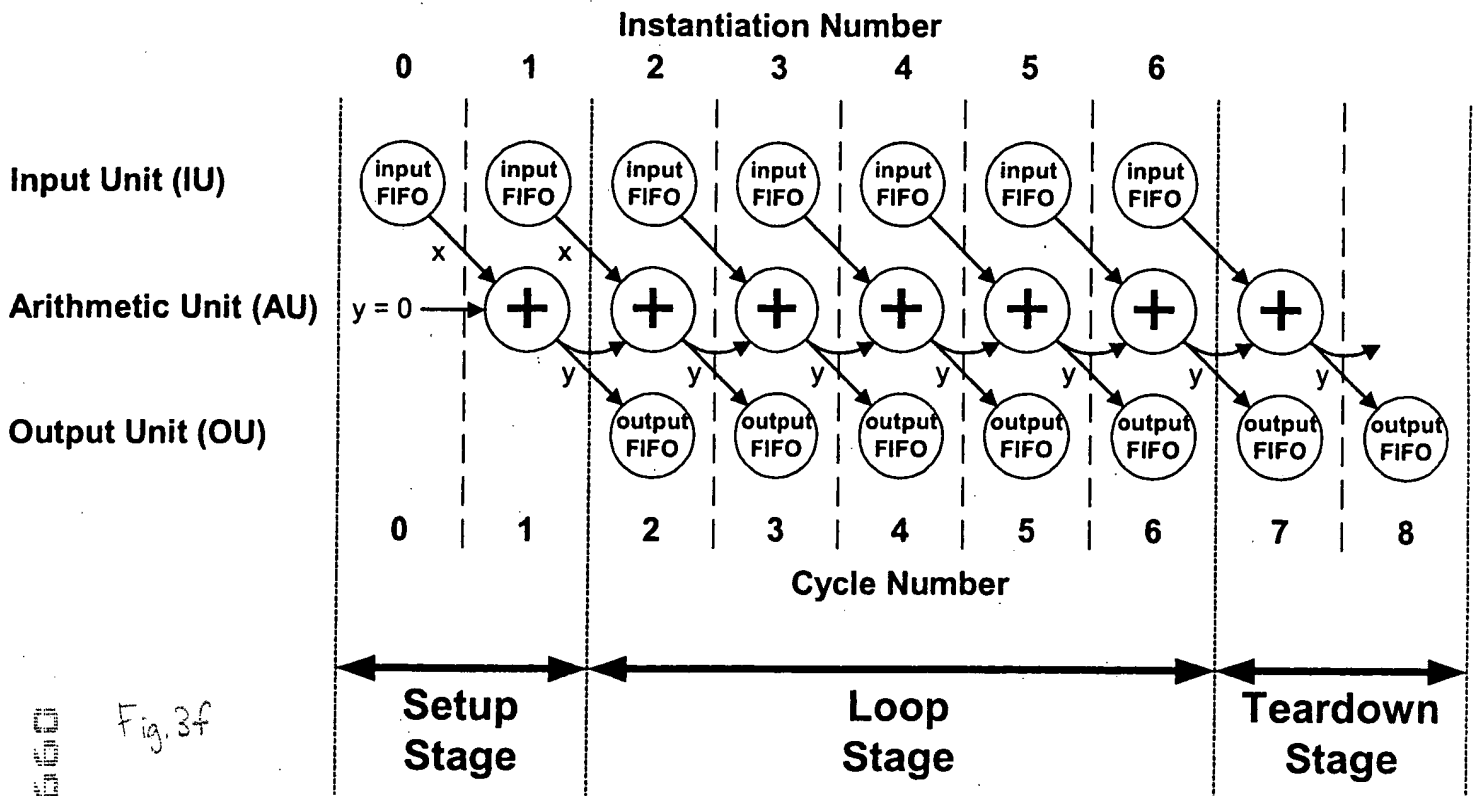 Instantiation Number
0 1 2 3 4 5 6
Input Unit (IU)
input FIFO
input FIFO
input FIFO
input FIFO
input FIFO
input FIFO
input FIFO
x x
Arithmetic Unit (AU)
y = 0
+ + + + + + +
y y y y y y y
Output Unit (OU)
output FIFO
output FIFO
output FIFO
output FIFO
output FIFO
output FIFO
output FIFO
0 1 2 3 4 5 6 7 8
Cycle Number
Setup
Stage
Loop
Stage
Teardown
Stage
Fig. 3f